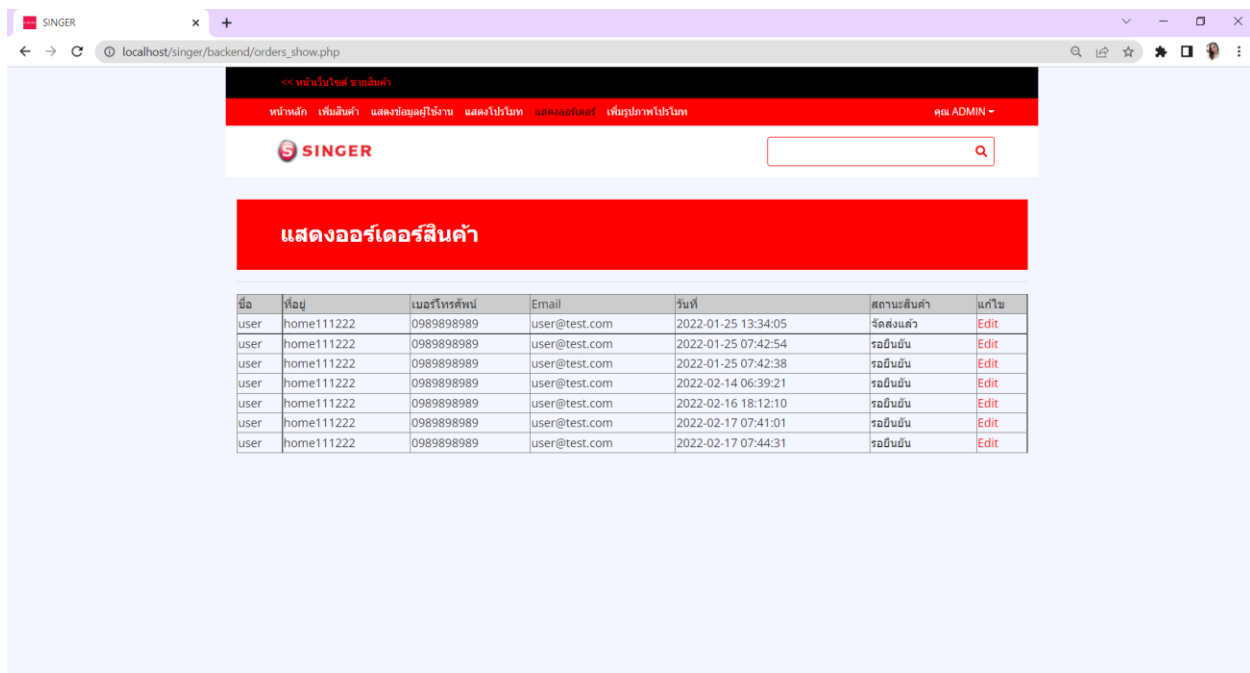 SINGER
localhost/singer/backend/orders_show.php
<< หน้าเว็บไซต์ ขายสินค้า
หน้าหลัก เพิ่มสินค้า แสดงข้อมูลผู้ใช้งาน แสดงโปรโมท แสดงออร์เดอร์ เพิ่มรูปภาพโปรโมท คุณ ADMIN
SINGER
แสดงออร์เดอร์สินค้า
ชื่อ ที่อยู่ เบอร์โทรศัพท์ Email วันที่ สถานะสินค้า แก้ไข
user home111222 0989898989 user@test.com 2022-01-25 13:34:05 จัดส่งแล้ว Edit
user home111222 0989898989 user@test.com 2022-01-25 07:42:54 รอยืนยัน Edit
user home111222 0989898989 user@test.com 2022-01-25 07:42:38 รอยืนยัน Edit
user home111222 0989898989 user@test.com 2022-02-14 06:39:21 รอยืนยัน Edit
user home111222 0989898989 user@test.com 2022-02-16 18:12:10 รอยืนยัน Edit
user home111222 0989898989 user@test.com 2022-02-17 07:41:01 รอยืนยัน Edit
user home111222 0989898989 user@test.com 2022-02-17 07:44:31 รอยืนยัน Edit